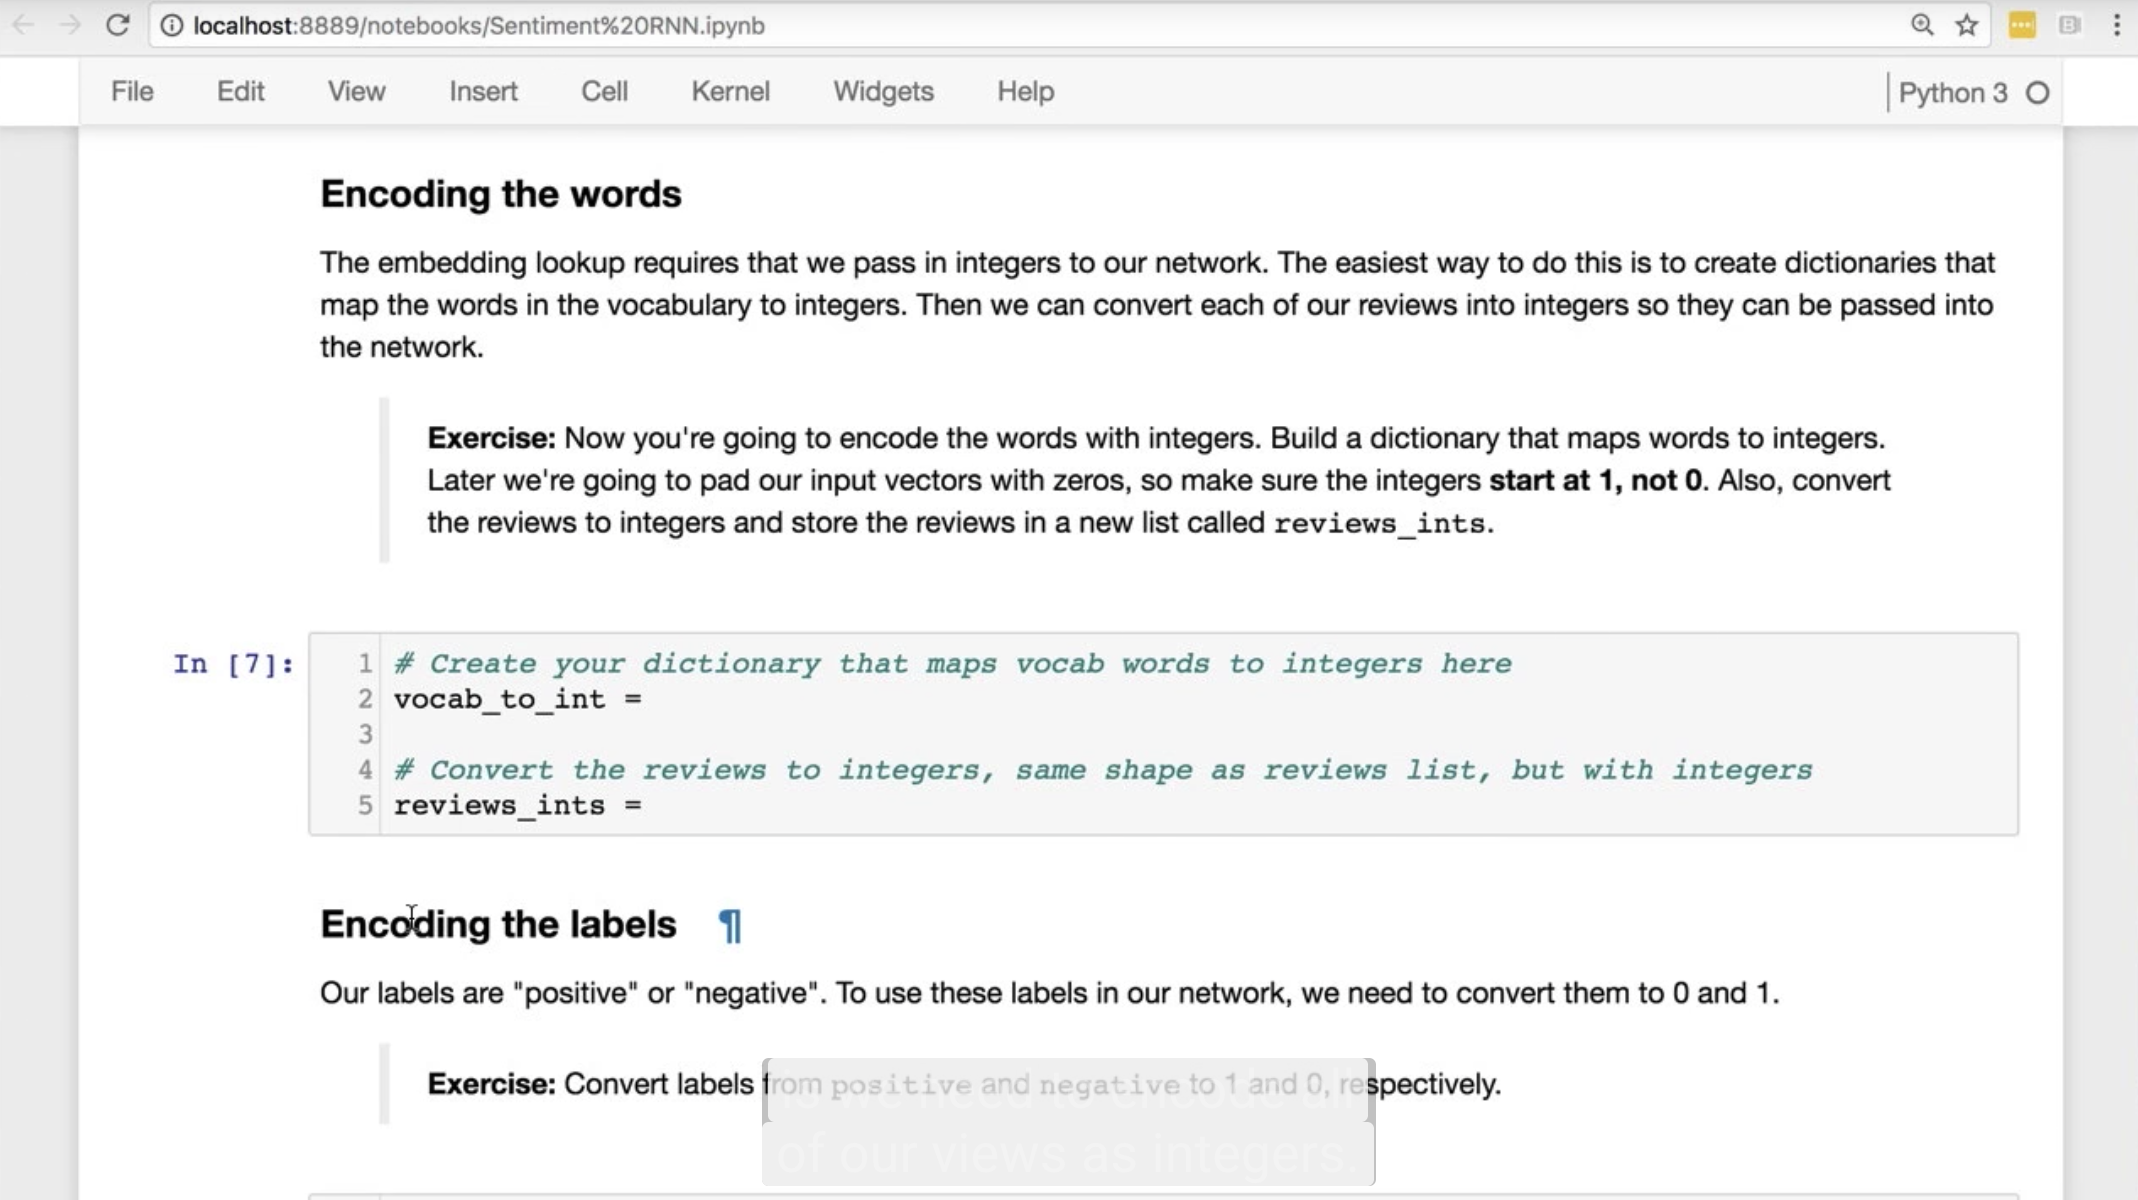 localhost:8889/notebooks/Sentiment%20RNN.ipynb
File Edit View Insert Cell Kernel Widgets Help Python 3
Encoding the words
The embedding lookup requires that we pass in integers to our network. The easiest way to do this is to create dictionaries that
map the words in the vocabulary to integers. Then we can convert each of our reviews into integers so they can be passed into
the network.
Exercise: Now you're going to encode the words with integers. Build a dictionary that maps words to integers.
Later we're going to pad our input vectors with zeros, so make sure the integers start at 1, not 0. Also, convert
the reviews to integers and store the reviews in a new list called reviews_ints.
In [7]:
1 # Create your dictionary that maps vocab words to integers here
2 vocab_to_int =
3
4 # Convert the reviews to integers, same shape as reviews list, but with integers
5 reviews_ints =
Encoding the labels ¶
Our labels are "positive" or "negative". To use these labels in our network, we need to convert them to 0 and 1.
Exercise: Convert labels from positive and negative to 1 and 0, respectively.
we need to encode all
of our views as integers.